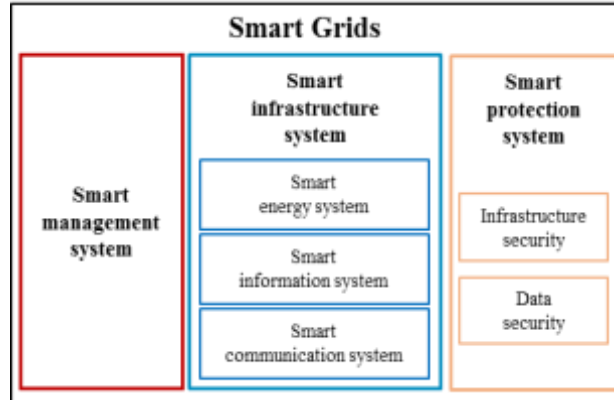 Smart Grids
Smart
management
system
Smart
infrastructure
system
Smart
energy system
Smart
information system
Smart
communication system
Smart
protection
system
Infrastructure
security
Data
security